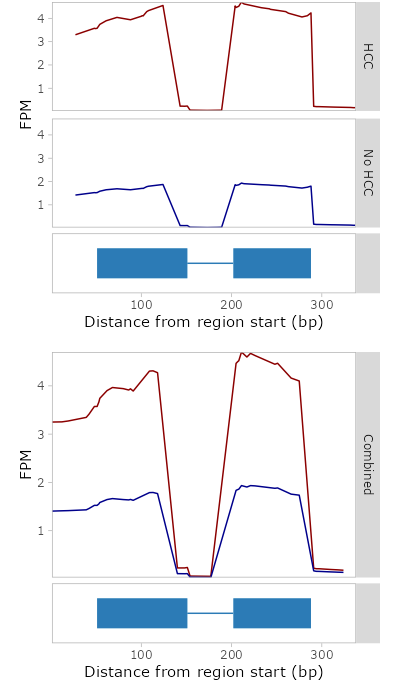 4
3
2
1
HCC
FPM
4
3
2
1
No HCC
100
200
300
Distance from region start (bp)
4
3
2
1
FPM
Combined
100
200
300
Distance from region start (bp)